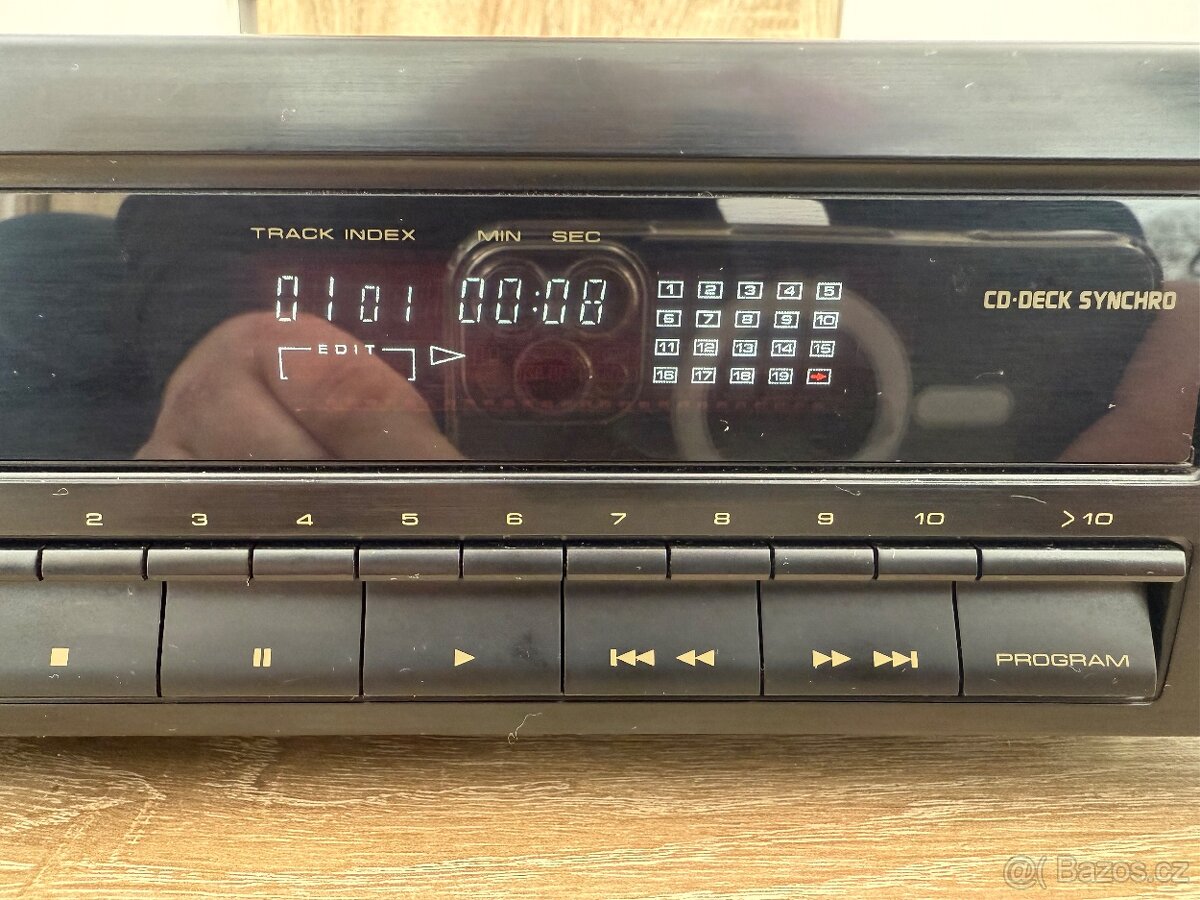 TRACK INDEX MIN SEC
01 01 00:08
EDIT
1 2 3 4 5
6 7 8 9 10
11 12 13 14 15
16 17 18 19
CD·DECK SYNCHRO
2 3 4 5 6 7 8 9 10 >10
PROGRAM
@( Bazos.cz